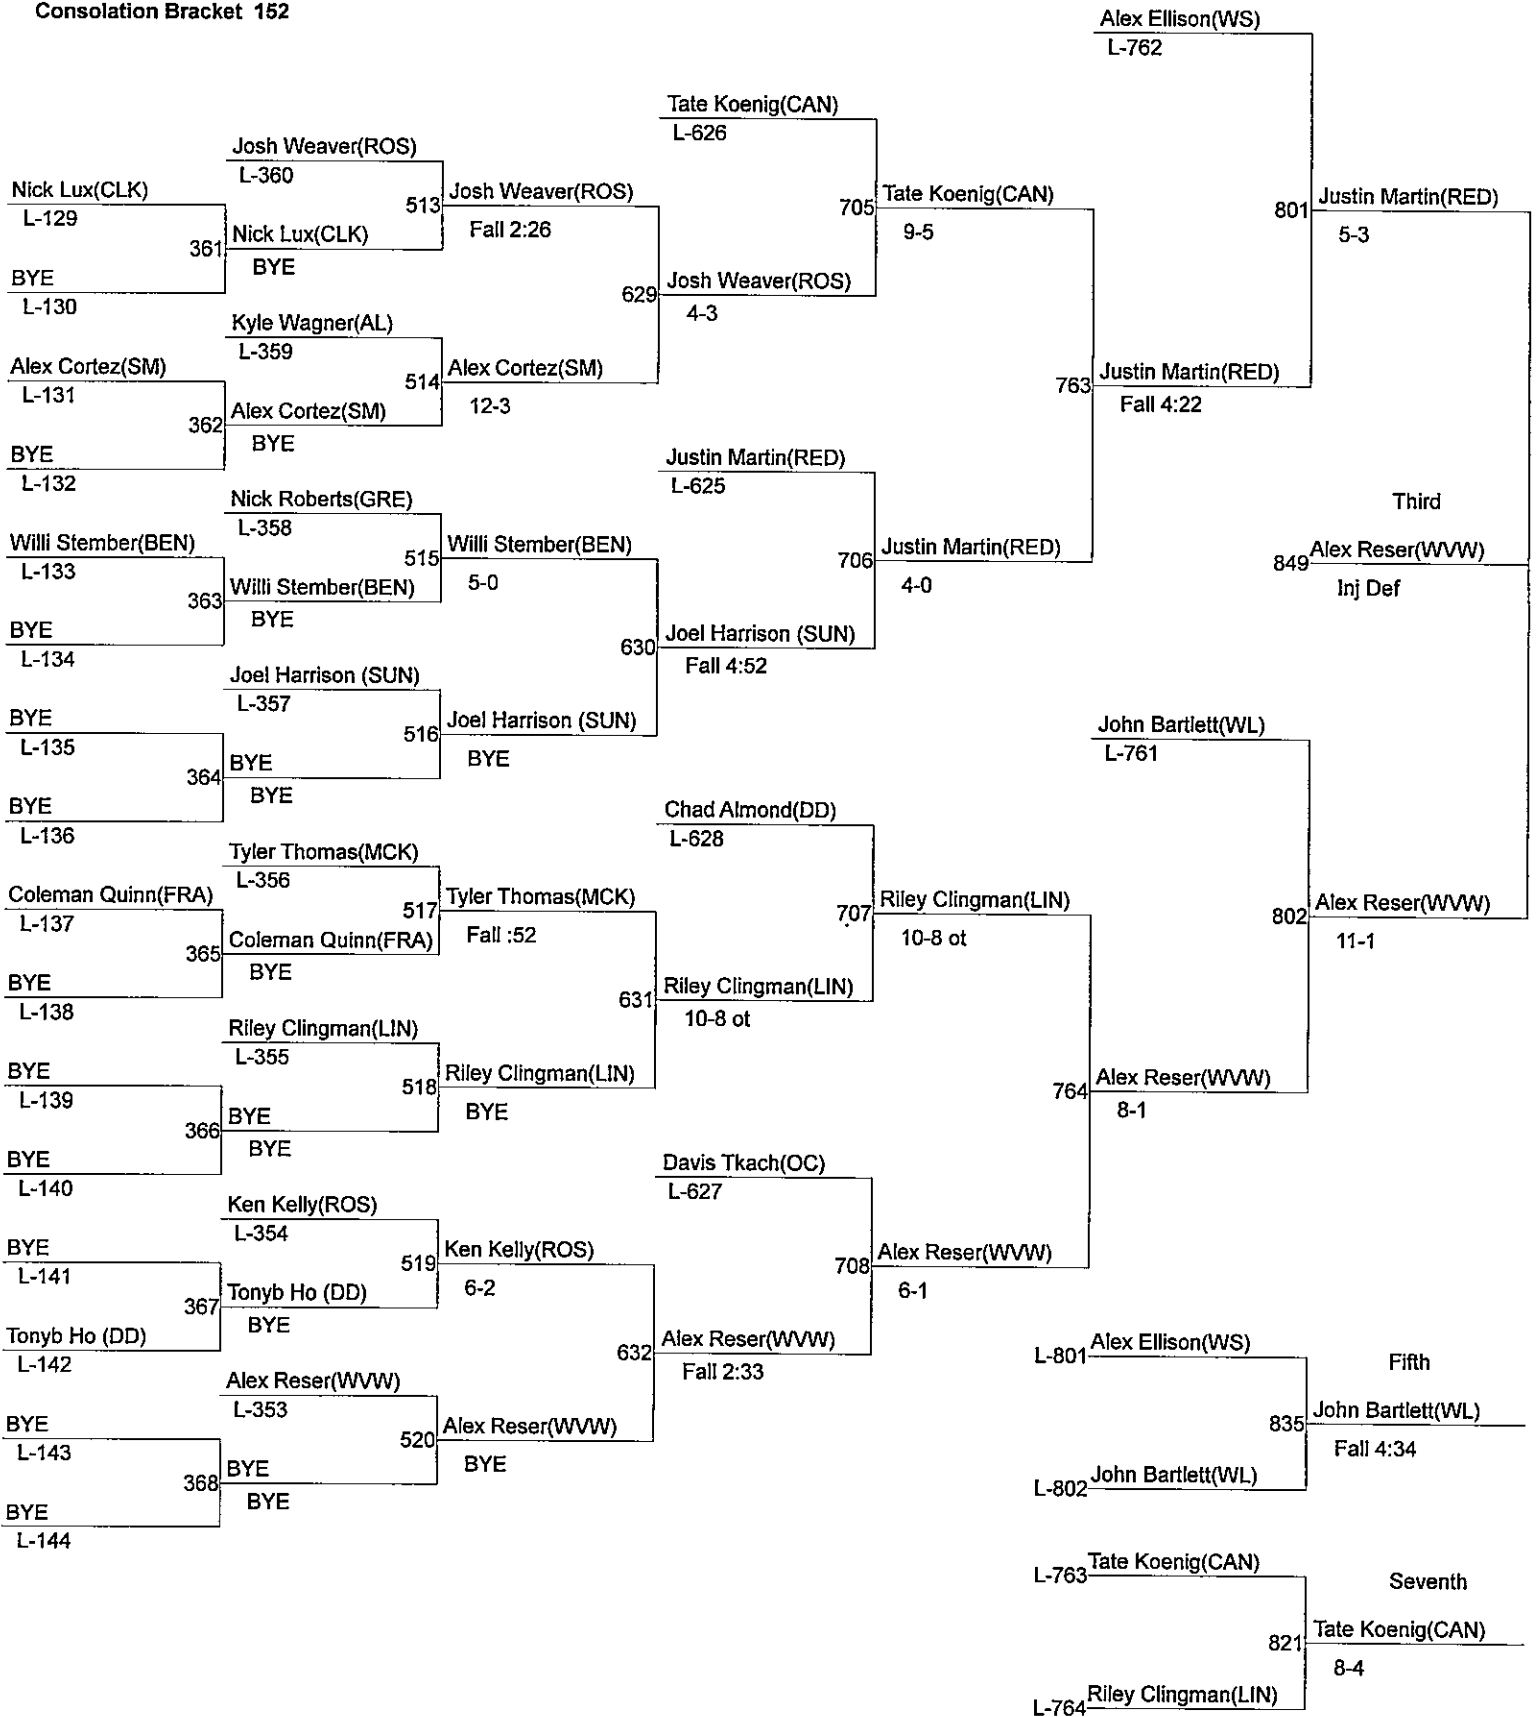 Consolation Bracket 152
Nick Lux(CLK)
L-129
361
BYE
L-130
Alex Cortez(SM)
L-131
362
BYE
L-132
Willi Stember(BEN)
L-133
363
BYE
L-134
BYE
L-135
364
BYE
L-136
Coleman Quinn(FRA)
L-137
365
BYE
L-138
BYE
L-139
366
BYE
L-140
BYE
L-141
367
Tonyb Ho (DD)
L-142
BYE
L-143
368
BYE
L-144
Josh Weaver(ROS)
L-360
513
Nick Lux(CLK)
BYE
Kyle Wagner(AL)
L-359
514
Alex Cortez(SM)
BYE
Nick Roberts(GRE)
L-358
515
Willi Stember(BEN)
BYE
Joel Harrison (SUN)
L-357
516
BYE
BYE
Tyler Thomas(MCK)
L-356
517
Coleman Quinn(FRA)
BYE
Riley Clingman(LIN)
L-355
518
BYE
BYE
Ken Kelly(ROS)
L-354
519
Tonyb Ho (DD)
BYE
Alex Reser(WVW)
L-353
520
BYE
BYE
Josh Weaver(ROS)
Fall 2:26
629
Alex Cortez(SM)
12-3
Willi Stember(BEN)
5-0
630
Joel Harrison (SUN)
BYE
Tyler Thomas(MCK)
Fall :52
631
Riley Clingman(LIN)
BYE
Ken Kelly(ROS)
6-2
632
Alex Reser(WVW)
BYE
Tate Koenig(CAN)
L-626
705
Josh Weaver(ROS)
4-3
Justin Martin(RED)
L-625
706
Joel Harrison (SUN)
Fall 4:52
Chad Almond(DD)
L-628
707
Riley Clingman(LIN)
10-8 ot
Davis Tkach(OC)
L-627
708
Alex Reser(WVW)
Fall 2:33
Tate Koenig(CAN)
9-5
763
Justin Martin(RED)
4-0
Riley Clingman(LIN)
10-8 ot
764
Alex Reser(WVW)
6-1
Alex Ellison(WS)
L-762
801
Justin Martin(RED)
Fall 4:22
John Bartlett(WL)
L-761
802
Alex Reser(WVW)
8-1
Justin Martin(RED)
5-3
Third
849 Alex Reser(WVW)
Inj Def
Alex Reser(WVW)
11-1
L-801 Alex Ellison(WS)
Fifth
835 John Bartlett(WL)
Fall 4:34
L-802 John Bartlett(WL)
L-763 Tate Koenig(CAN)
Seventh
821 Tate Koenig(CAN)
8-4
L-764 Riley Clingman(LIN)